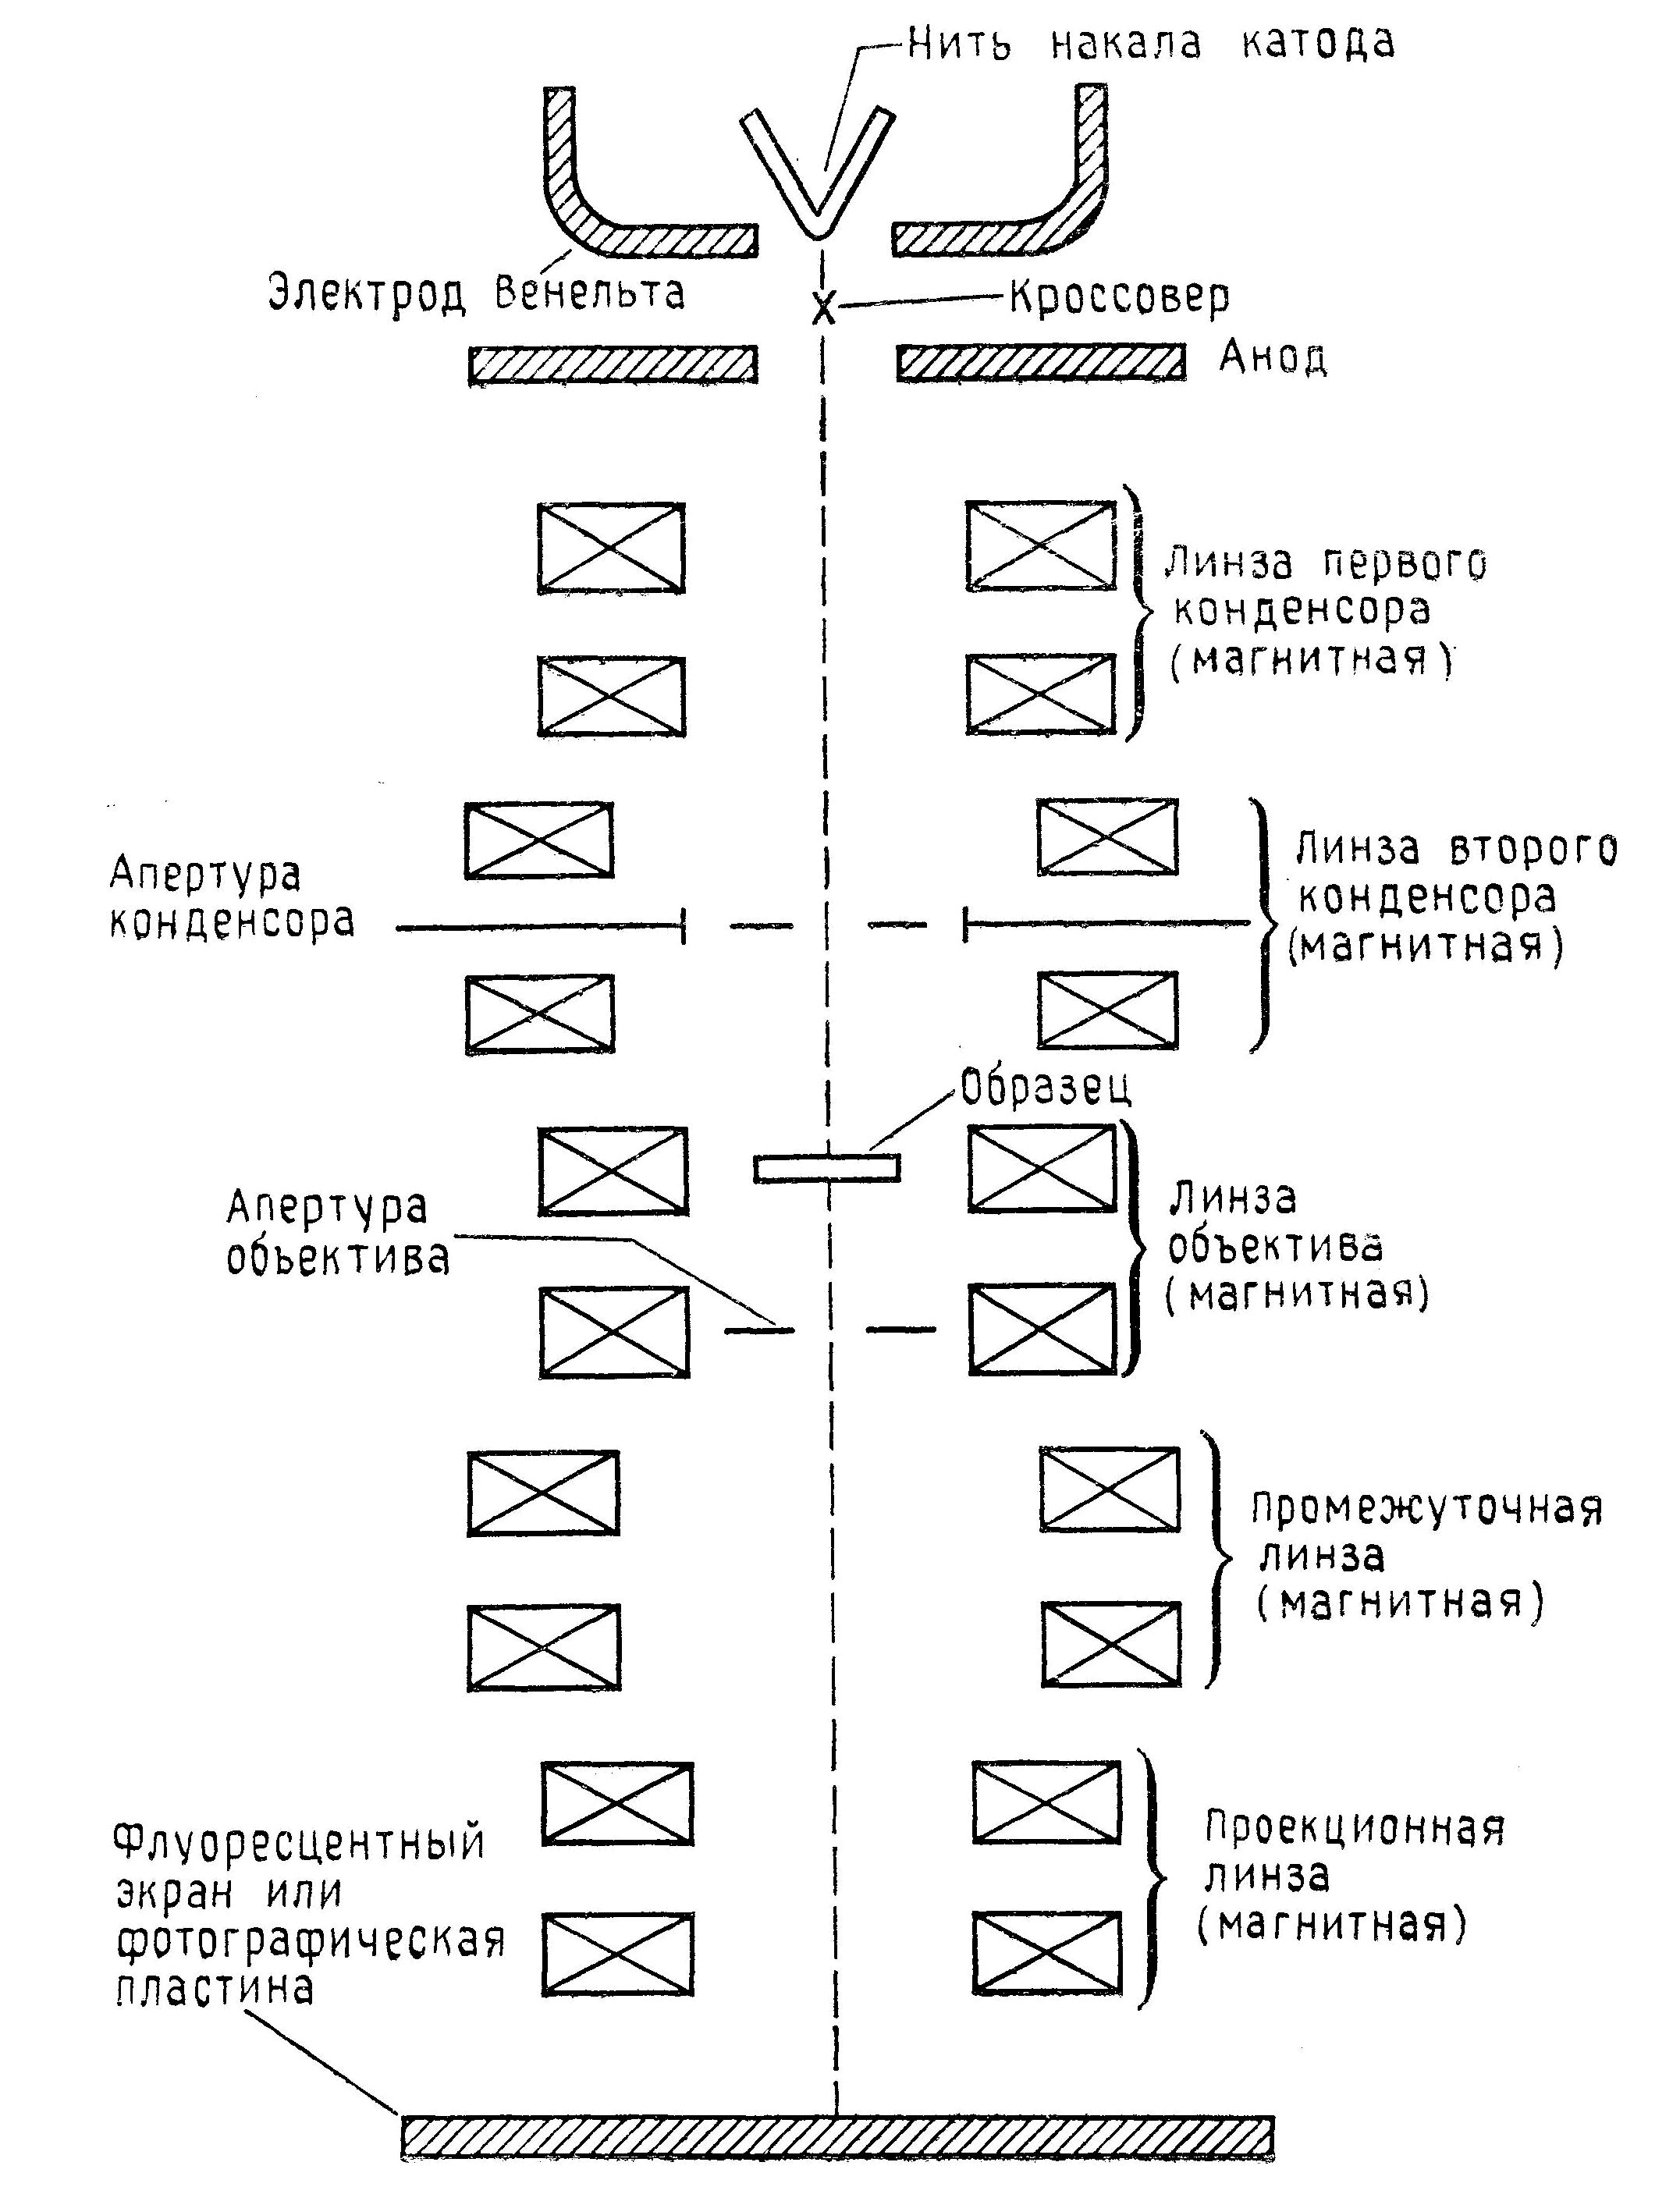 Нить накала катода
Электрод Венельта
Кроссовер
Анод
Линза первого
конденсора
(магнитная)
Апертура
конденсора
Линза второго
конденсора
(магнитная)
Образец
Апертура
объектива
Линза
объектива
(магнитная)
Промежуточная
линза
(магнитная)
Флуоресцентный
экран или
фотографическая
пластина
Проекционная
линза
(магнитная)